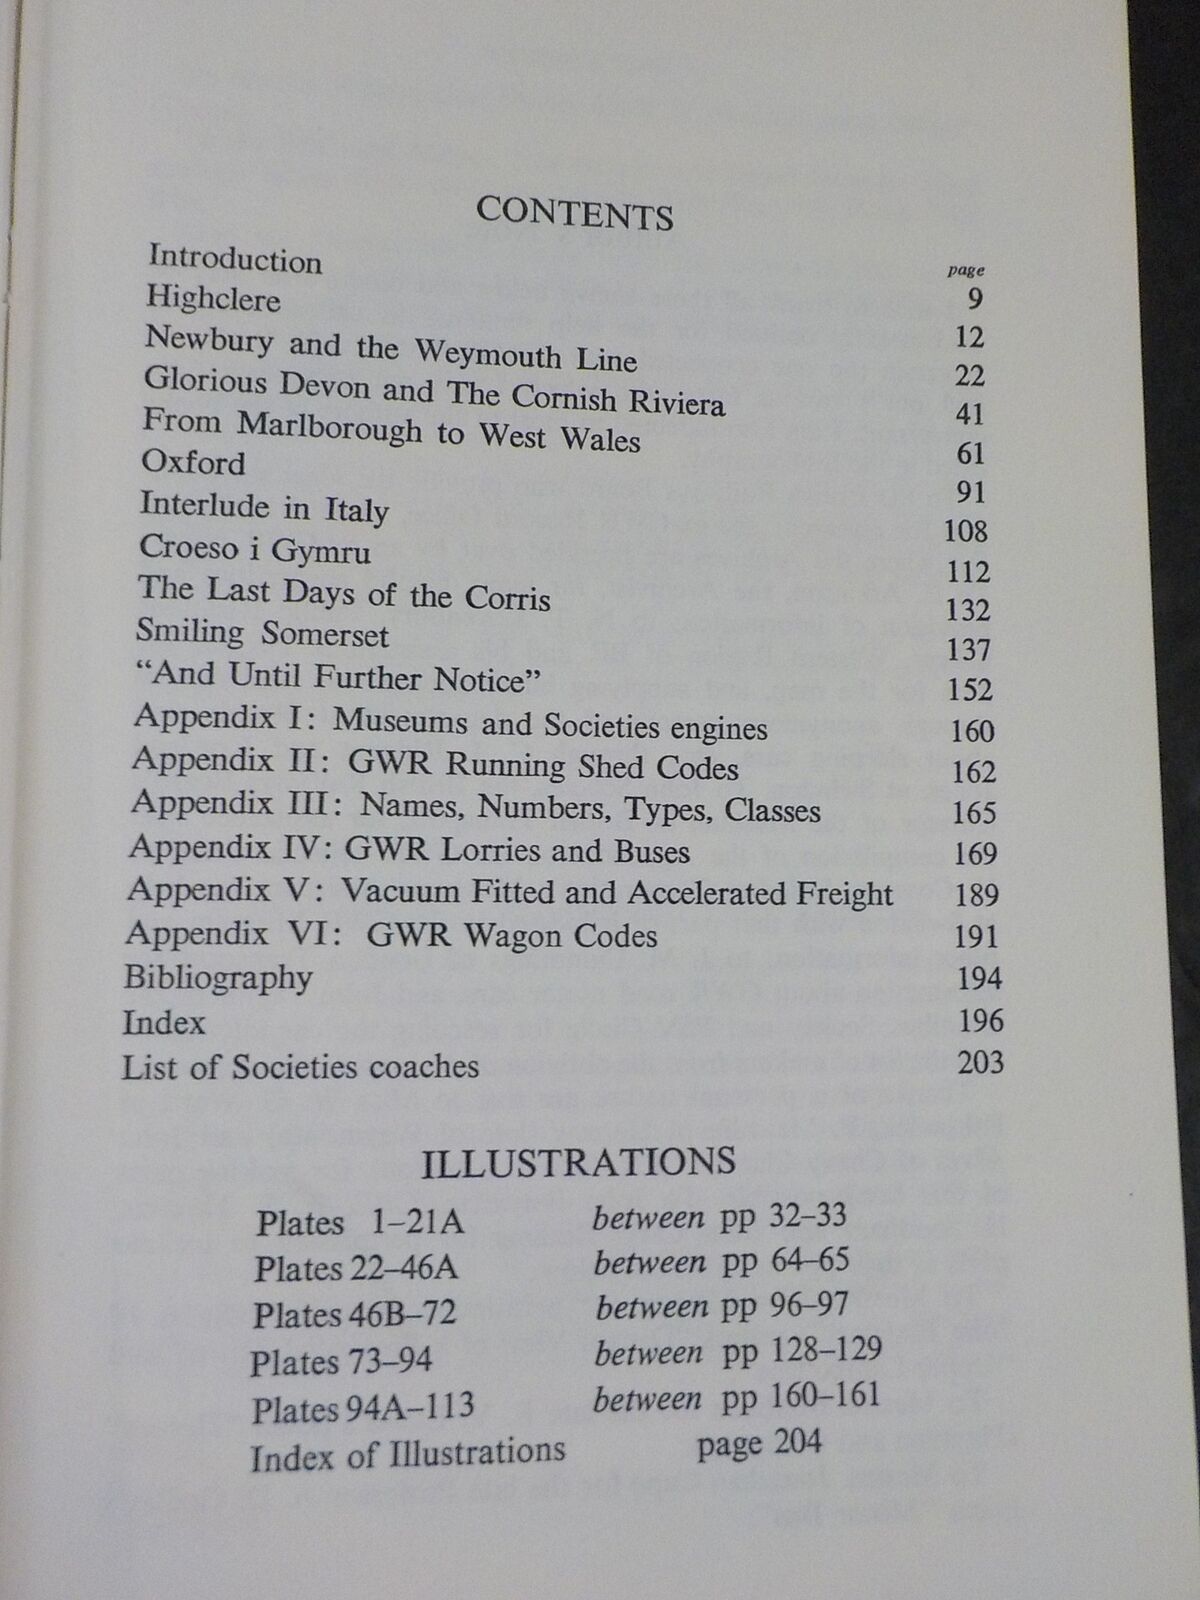 CONTENTS
page
Introduction 9
Highclere 12
Newbury and the Weymouth Line 22
Glorious Devon and The Cornish Riviera 41
From Marlborough to West Wales 61
Oxford 91
Interlude in Italy 108
Croeso i Gymru 112
The Last Days of the Corris 132
Smiling Somerset 137
“And Until Further Notice” 152
Appendix I: Museums and Societies engines 160
Appendix II: GWR Running Shed Codes 162
Appendix III: Names, Numbers, Types, Classes 165
Appendix IV: GWR Lorries and Buses 169
Appendix V: Vacuum Fitted and Accelerated Freight 189
Appendix VI: GWR Wagon Codes 191
Bibliography 194
Index 196
List of Societies coaches 203
ILLUSTRATIONS
Plates 1–21A between pp 32–33
Plates 22–46A between pp 64–65
Plates 46B–72 between pp 96–97
Plates 73–94 between pp 128–129
Plates 94A–113 between pp 160–161
Index of Illustrations page 204